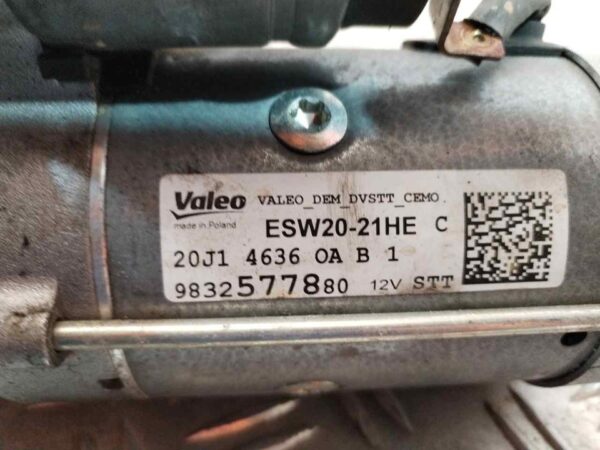 Valeo VALEO_DEM_DVSTT_CEMO.
made in Poland
ESW20-21HE C
20J1 4636 OA B 1
9832577880 12V STT